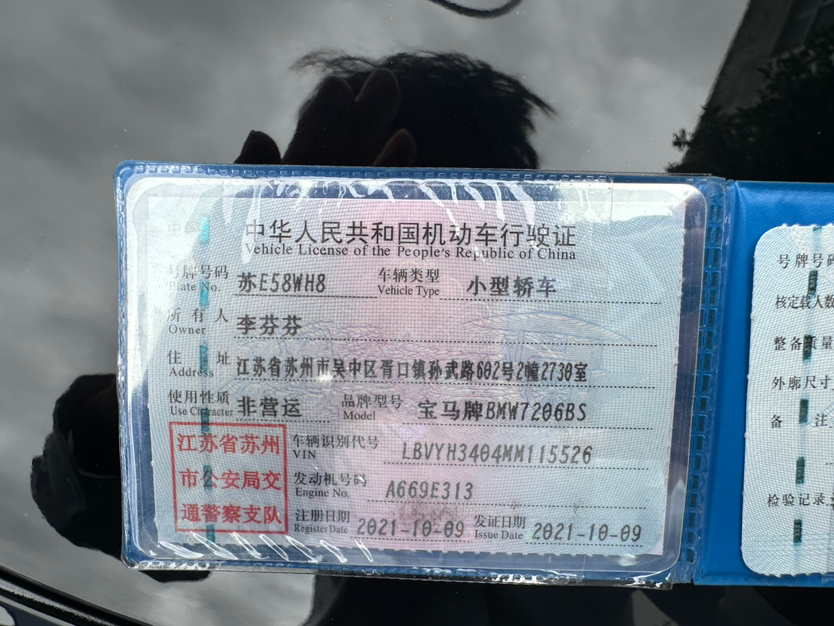 中华人民共和国机动车行驶证
Vehicle License of the People's Republic of China
号牌号码 苏E58WH8 车辆类型 小型轿车
Plate No. Vehicle Type
所有人 李芬芬
Owner
住址 江苏省苏州市吴中区胥口镇孙武路602号2幢2730室
Address
使用性质 非营运 品牌型号 宝马牌BMW7206BS
Use Character Model
江苏省苏州
市公安局交
通警察支队
车辆识别代号 LBVYH3404MM115526
VIN
发动机号码 A669E313
Engine No.
注册日期 2021-10-09 发证日期 2021-10-09
Register Date Issue Date
号牌号码
核定载人数
整备质量
外廓尺寸
备注
检验记录